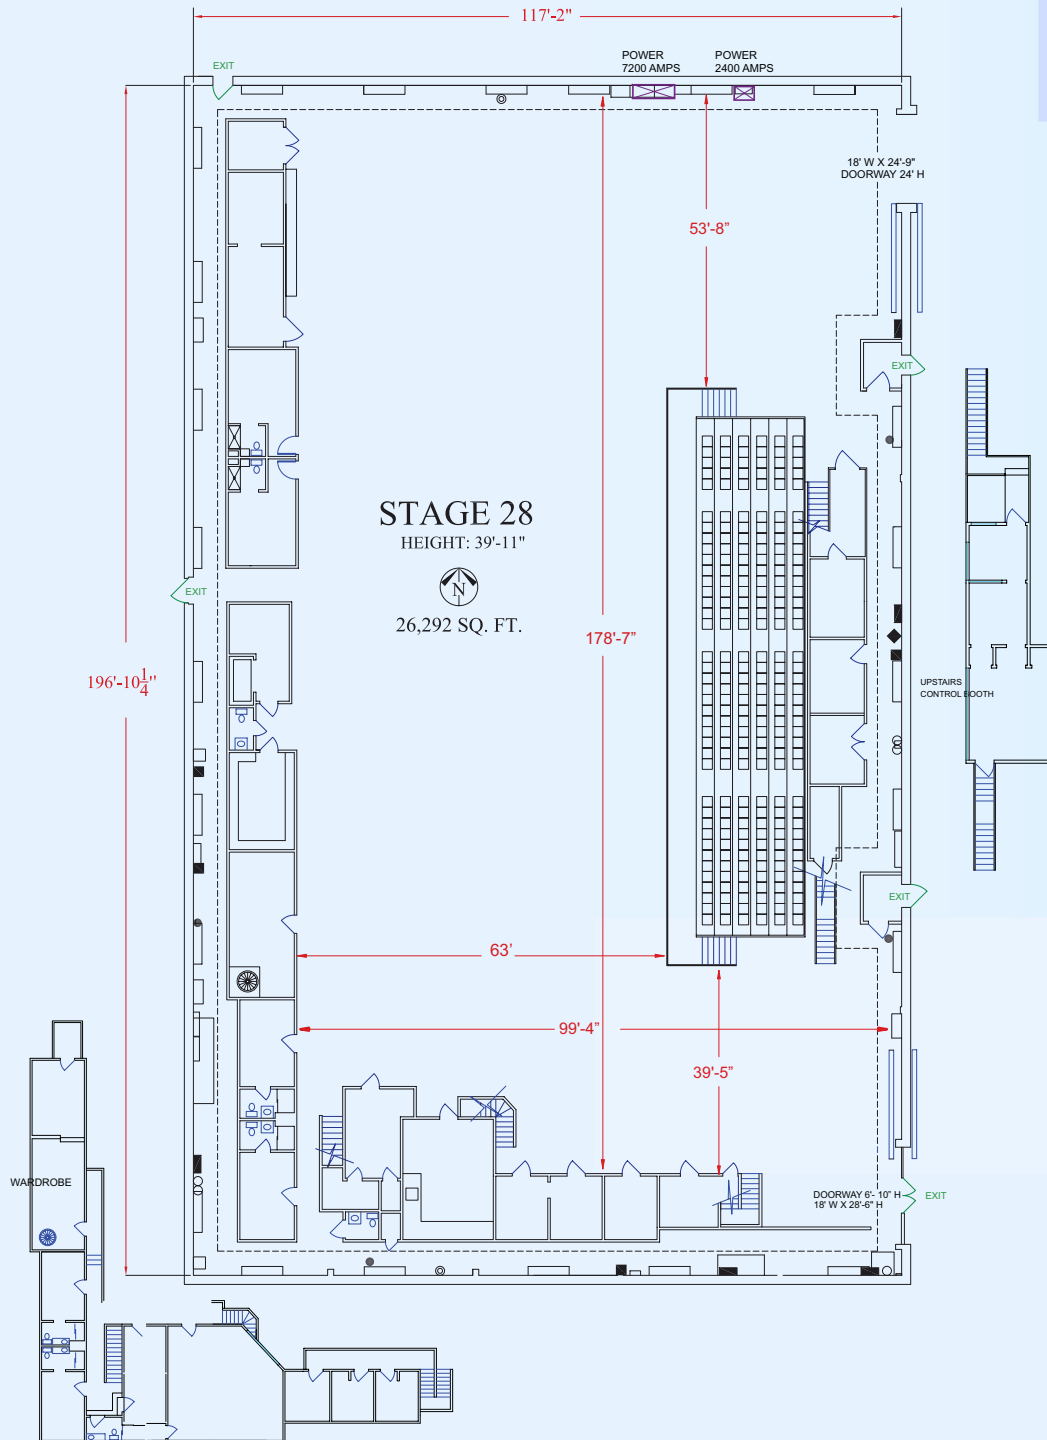 117'-2"
EXIT
POWER
7200 AMPS
POWER
2400 AMPS
18' W X 24'-9"
DOORWAY 24' H
53'-8”
EXIT
STAGE 28
HEIGHT: 39'-11"
N
26,292 SQ. FT.
EXIT
178'-7”
196'-10 1/4"
UPSTAIRS
CONTROL BOOTH
EXIT
63'
99'-4”
39'-5”
WARDROBE
DOORWAY 6'- 10" H
18' W X 28'-6" H
EXIT